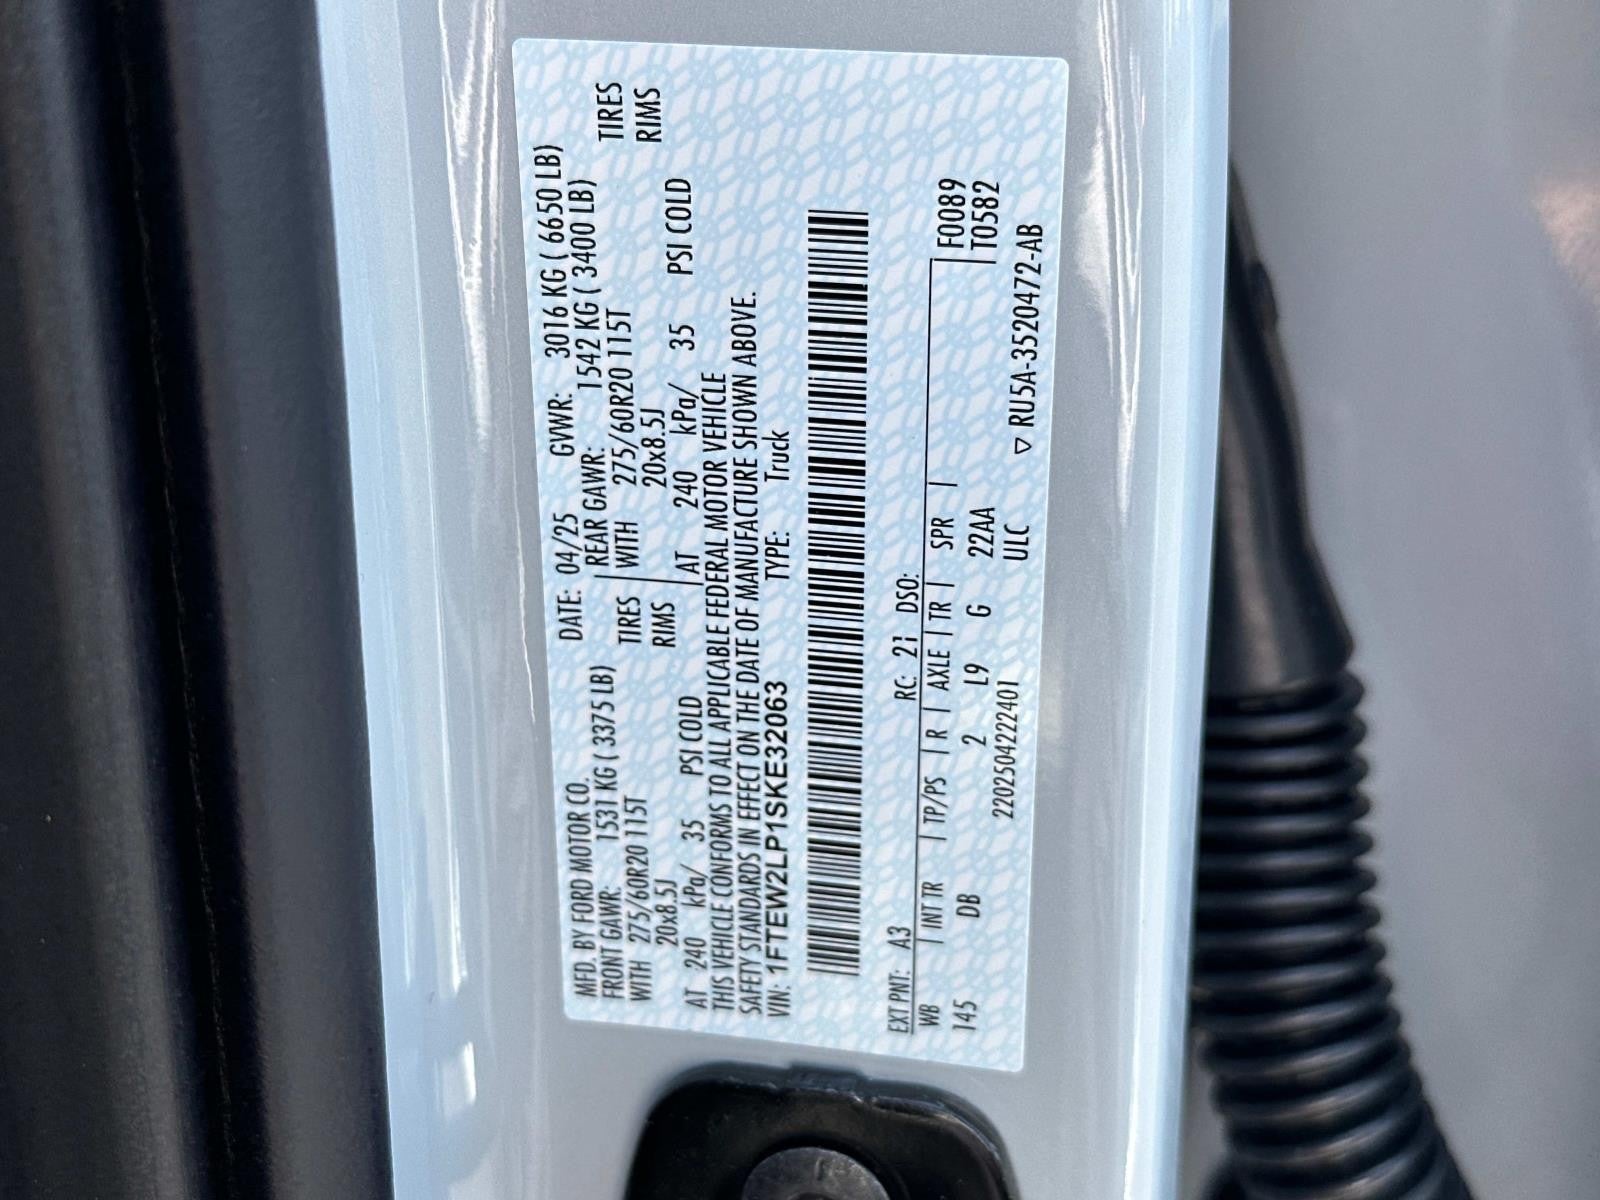 MFD. BY FORD MOTOR CO.
DATE: 04/25 GVWR: 3016 KG ( 6650 LB)
FRONT GAWR: 1531 KG ( 3375 LB) REAR GAWR: 1542 KG ( 3400 LB)
WITH 275/60R20 115T TIRES WITH 275/60R20 115T TIRES
20x8.5J RIMS 20x8.5J RIMS
AT 240 kPa/ 35 PSI COLD AT 240 kPa/ 35 PSI COLD
THIS VEHICLE CONFORMS TO ALL APPLICABLE FEDERAL MOTOR VEHICLE
SAFETY STANDARDS IN EFFECT ON THE DATE OF MANUFACTURE SHOWN ABOVE.
VIN: 1FTEW2LP1SKE32063 TYPE: Truck
EXT PNT: A3 RC: 21 DSO: F0089
WB INT TR TP/PS R AXLE TR SPR T0582
145 DB 2 L9 G 22AA
2202504222401 ULC ▽ RU5A-3520472-AB